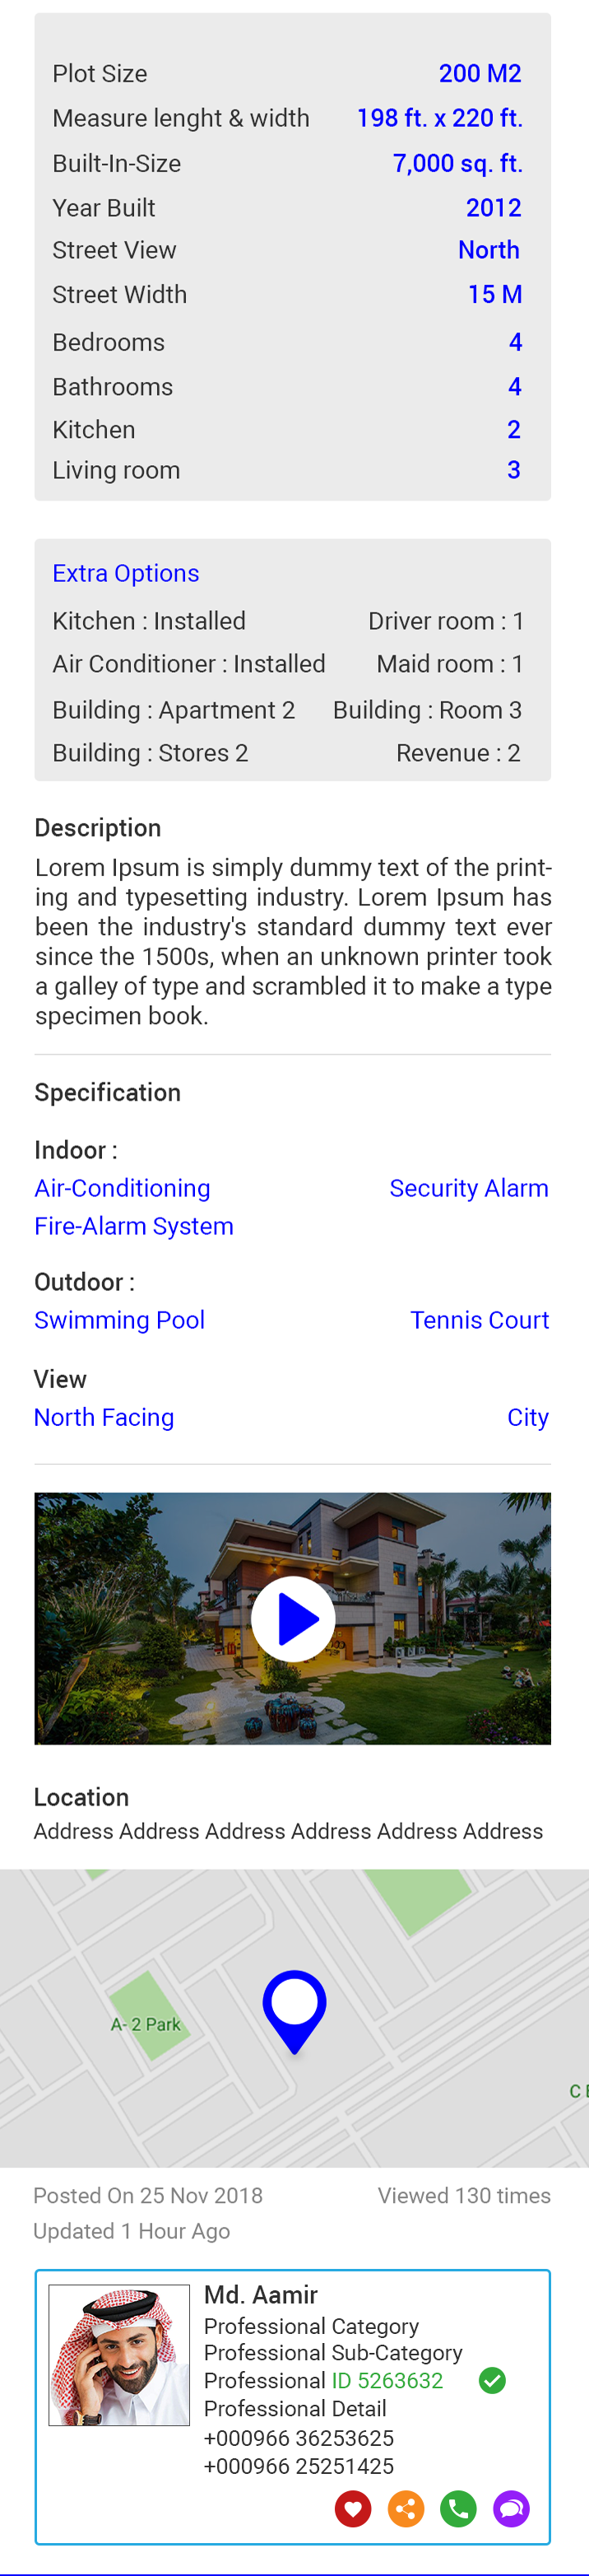 Plot Size 200 M2
Measure lenght & width 198 ft. x 220 ft.
Built-In-Size 7,000 sq. ft.
Year Built 2012
Street View North
Street Width 15 M
Bedrooms 4
Bathrooms 4
Kitchen 2
Living room 3
Extra Options
Kitchen : Installed Driver room : 1
Air Conditioner : Installed Maid room : 1
Building : Apartment 2 Building : Room 3
Building : Stores 2 Revenue : 2
Description
Lorem Ipsum is simply dummy text of the print-
ing and typesetting industry. Lorem Ipsum has
been the industry's standard dummy text ever
since the 1500s, when an unknown printer took
a galley of type and scrambled it to make a type
specimen book.
Specification
Indoor :
Air-Conditioning Security Alarm
Fire-Alarm System
Outdoor :
Swimming Pool Tennis Court
View
North Facing City
Location
Address Address Address Address Address Address
A- 2 Park
C
Posted On 25 Nov 2018 Viewed 130 times
Updated 1 Hour Ago
Md. Aamir
Professional Category
Professional Sub-Category
Professional ID 5263632
Professional Detail
+000966 36253625
+000966 25251425